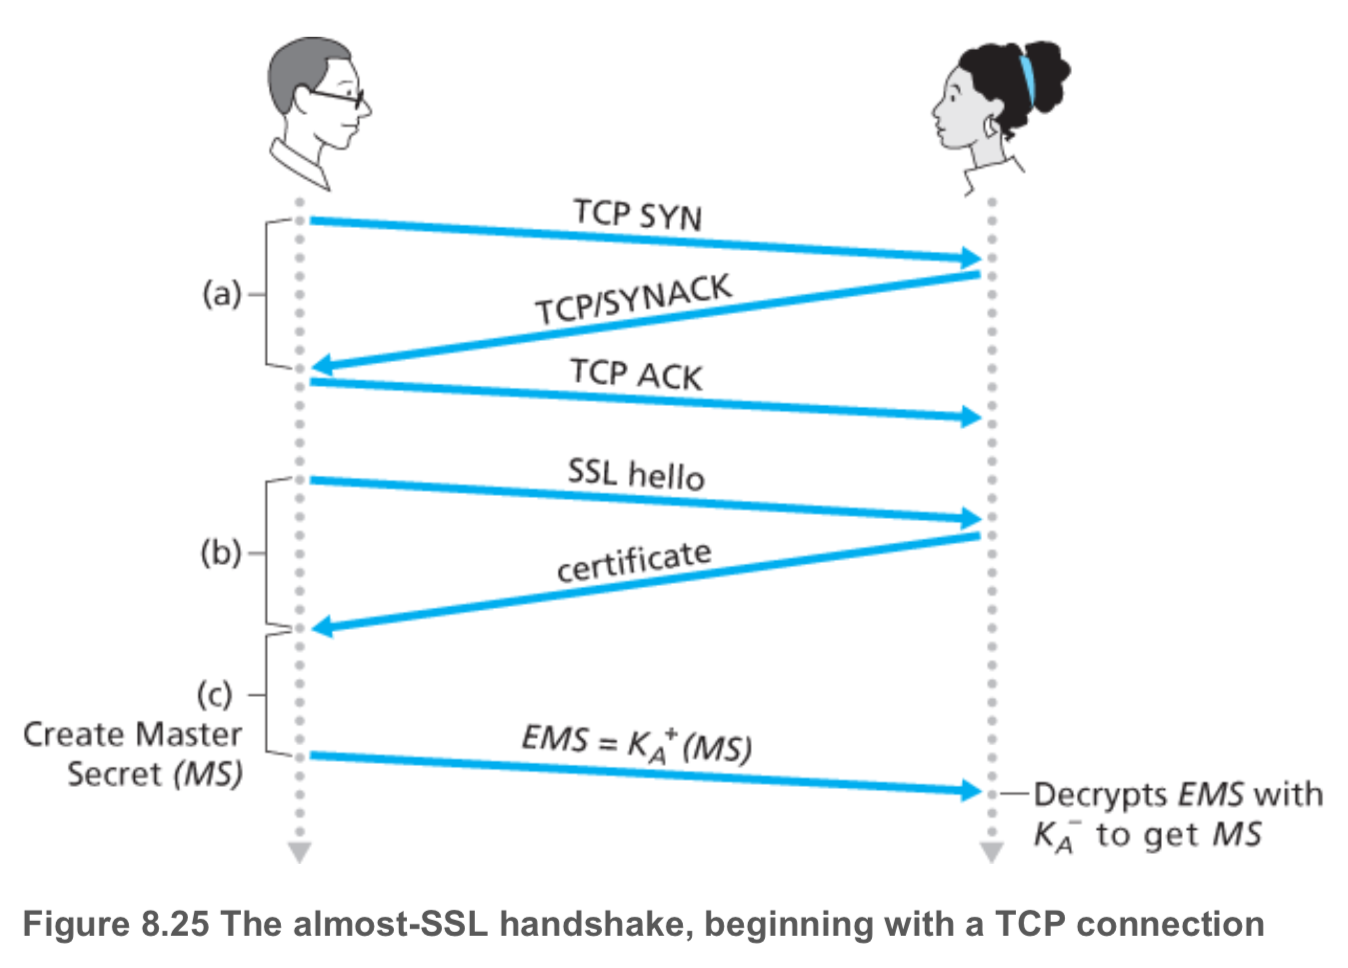 TCP SYN
(a)
TCP/SYNACK
TCP ACK
SSL hello
(b)
certificate
(c)
Create Master
Secret (MS)
EMS = K_A^+(MS)
Decrypts EMS with
K_A^- to get MS
Figure 8.25 The almost-SSL handshake, beginning with a TCP connection